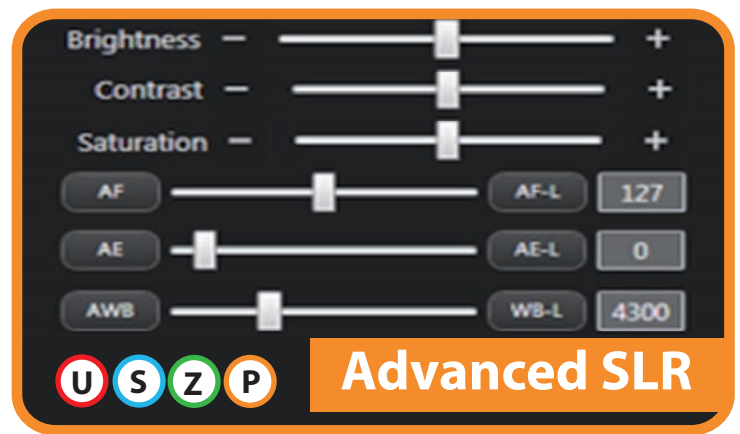 Brightness − +
Contrast − +
Saturation − +
AF AF-L 127
AE AE-L 0
AWB WB-L 4300
U S Z P Advanced SLR